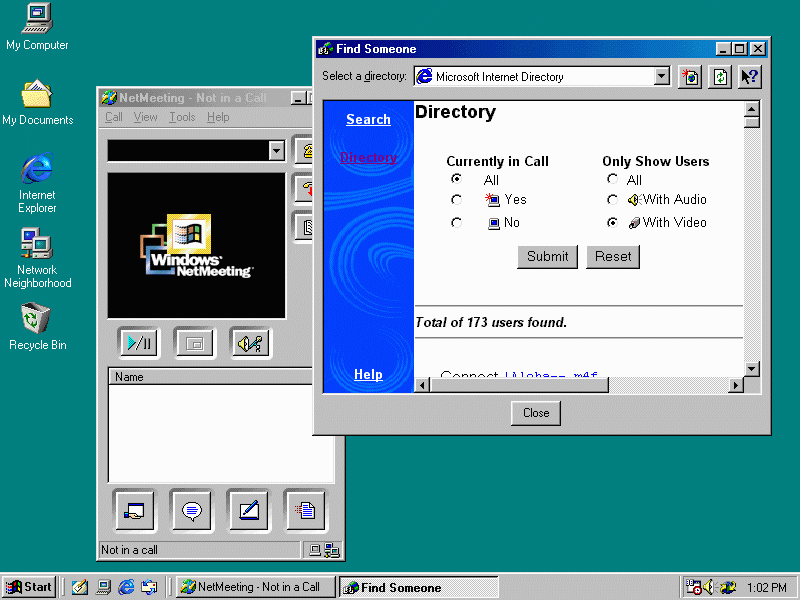 My Computer
My Documents
Internet
Explorer
Network
Neighborhood
Recycle Bin
NetMeeting - Not in a Call
Call View Tools Help
Windows
NetMeeting
Name
Not in a call
Find Someone
Select a directory: Microsoft Internet Directory
Search
Directory
Help
Directory
Currently in Call
All
Yes
No
Only Show Users
All
With Audio
With Video
Submit Reset
Total of 173 users found.
Connect
Close
Start
NetMeeting - Not in a call
Find Someone
1:02 PM